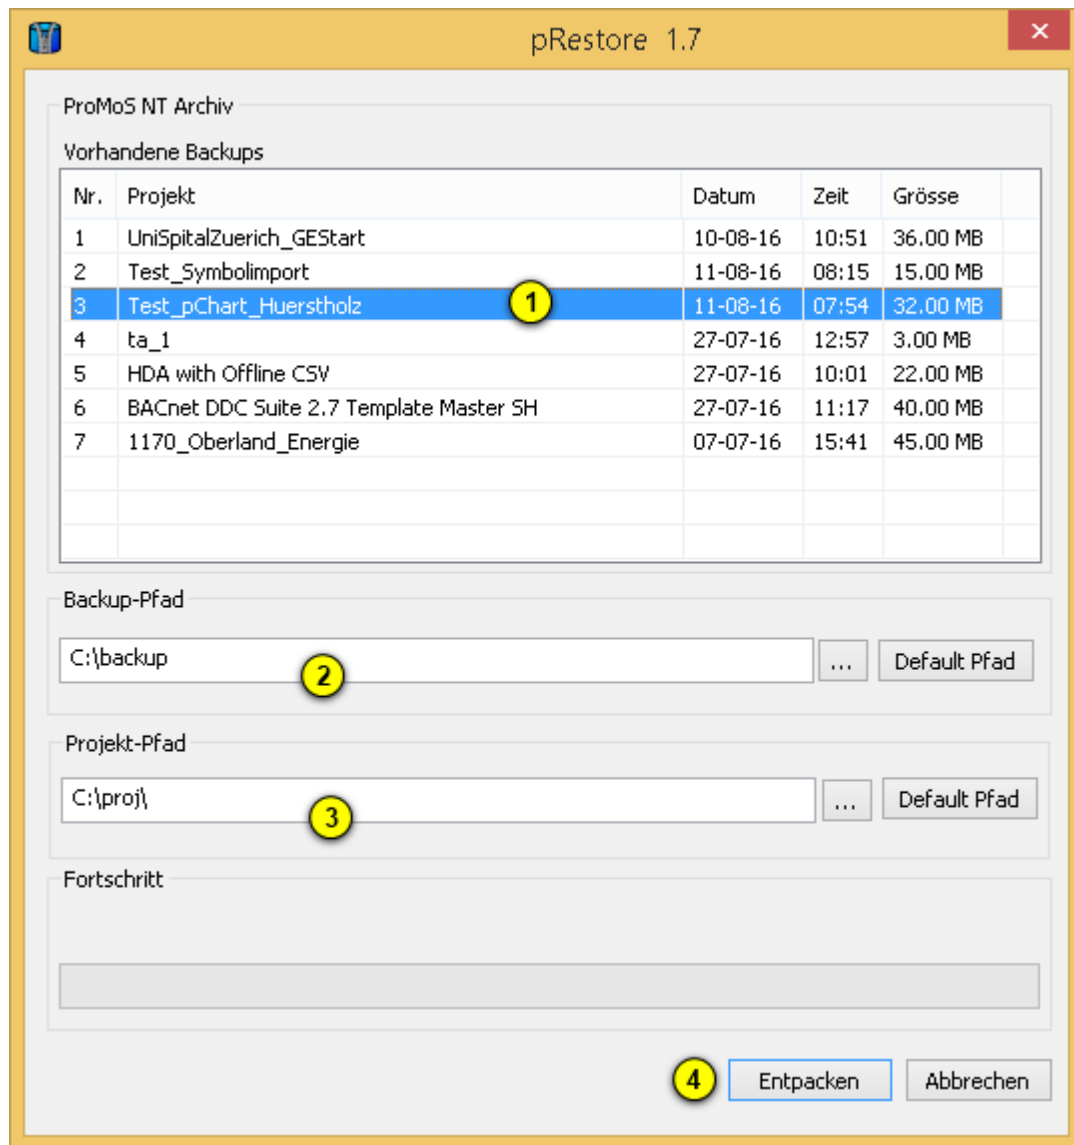 pRestore 1.7
ProMoS NT Archiv
Vorhandene Backups
Nr. Projekt Datum Zeit Grösse
1 UniSpitalZuerich_GEStart 10-08-16 10:51 36.00 MB
2 Test_Symbolimport 11-08-16 08:15 15.00 MB
3 Test_pChart_Huerstholz 1 11-08-16 07:54 32.00 MB
4 ta_1 27-07-16 12:57 3.00 MB
5 HDA with Offline CSV 27-07-16 10:01 22.00 MB
6 BACnet DDC Suite 2.7 Template Master SH 27-07-16 11:17 40.00 MB
7 1170_Oberland_Energie 07-07-16 15:41 45.00 MB
Backup-Pfad
C:\backup 2 ... Default Pfad
Projekt-Pfad
C:\proj\ 3 ... Default Pfad
Fortschritt
4 Entpacken Abbrechen